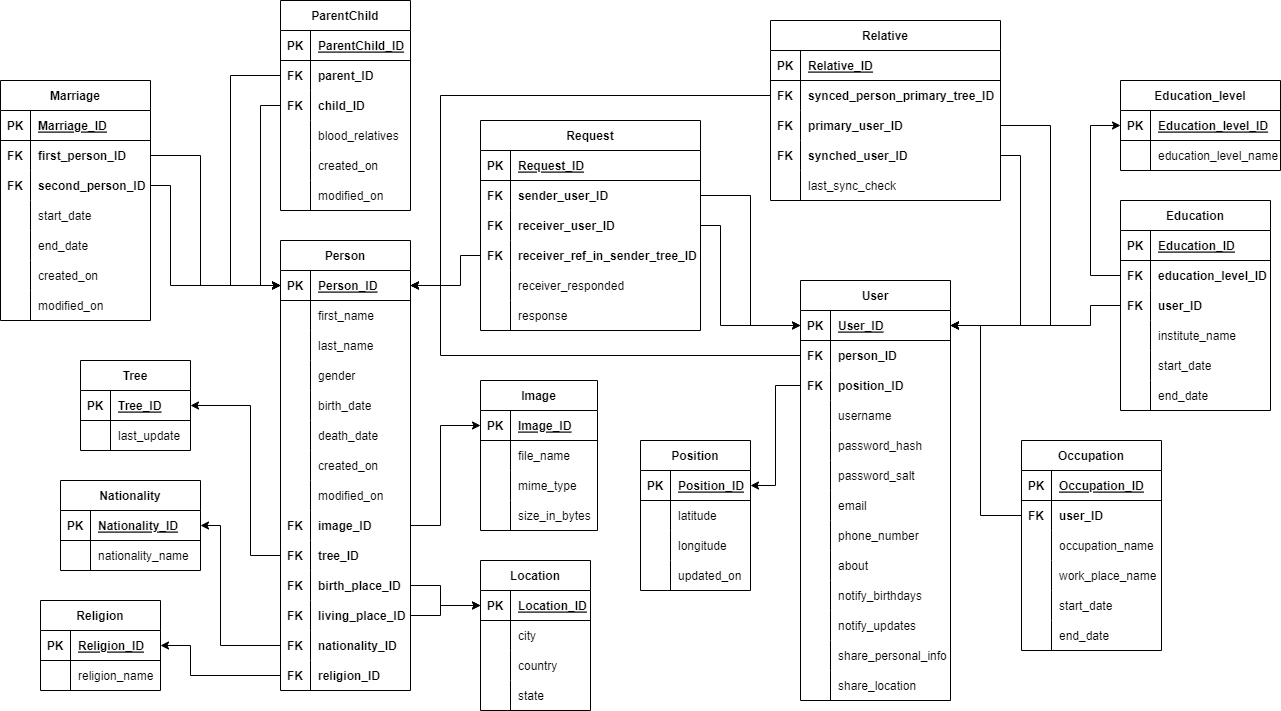 ParentChild
PK ParentChild_ID
FK parent_ID
FK child_ID
blood_relatives
created_on
modified_on
Relative
PK Relative_ID
FK synced_person_primary_tree_ID
FK primary_user_ID
FK synched_user_ID
last_sync_check
Marriage
PK Marriage_ID
FK first_person_ID
FK second_person_ID
start_date
end_date
created_on
modified_on
Education_level
PK Education_level_ID
education_level_name
Request
PK Request_ID
FK sender_user_ID
FK receiver_user_ID
FK receiver_ref_in_sender_tree_ID
receiver_responded
response
Education
PK Education_ID
FK education_level_ID
FK user_ID
institute_name
start_date
end_date
Person
PK Person_ID
first_name
last_name
gender
birth_date
death_date
created_on
modified_on
FK image_ID
FK tree_ID
FK birth_place_ID
FK living_place_ID
FK nationality_ID
FK religion_ID
User
PK User_ID
FK person_ID
FK position_ID
username
password_hash
password_salt
email
phone_number
about
notify_birthdays
notify_updates
share_personal_info
share_location
Tree
PK Tree_ID
last_update
Image
PK Image_ID
file_name
mime_type
size_in_bytes
Position
PK Position_ID
latitude
longitude
updated_on
Occupation
PK Occupation_ID
FK user_ID
occupation_name
work_place_name
start_date
end_date
Nationality
PK Nationality_ID
nationality_name
Location
PK Location_ID
city
country
state
Religion
PK Religion_ID
religion_name